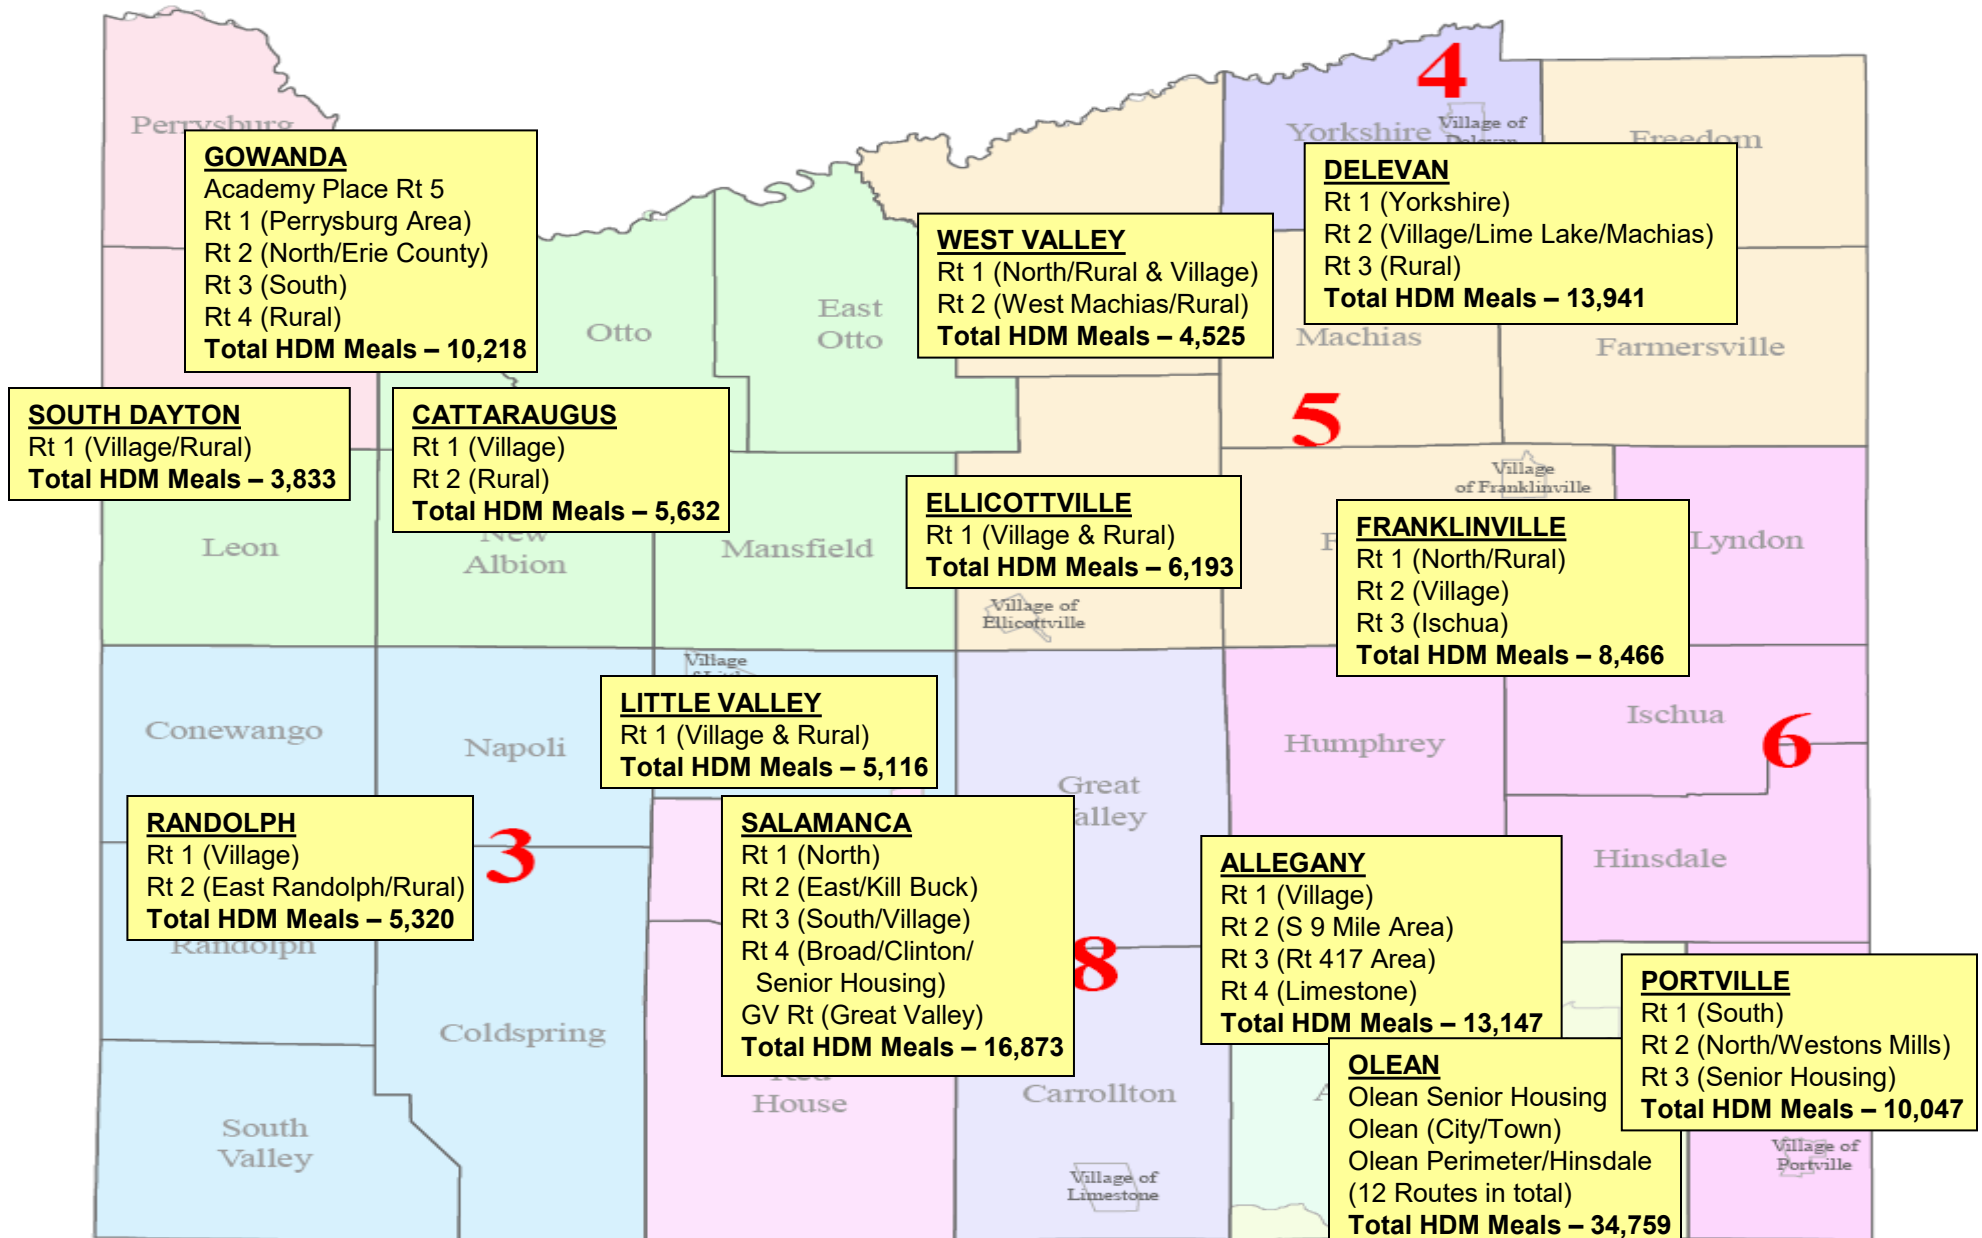 4
Perrysburg
Yorkshire
Village of
Delevan
Freedom
GOWANDA
Academy Place Rt 5
Rt 1 (Perrysburg Area)
Rt 2 (North/Erie County)
Rt 3 (South)
Rt 4 (Rural)
Total HDM Meals – 10,218
DELEVAN
Rt 1 (Yorkshire)
Rt 2 (Village/Lime Lake/Machias)
Rt 3 (Rural)
Total HDM Meals – 13,941
WEST VALLEY
Rt 1 (North/Rural & Village)
Rt 2 (West Machias/Rural)
Total HDM Meals – 4,525
Otto
East
Otto
Machias
Farmersville
SOUTH DAYTON
Rt 1 (Village/Rural)
Total HDM Meals – 3,833
CATTARAUGUS
Rt 1 (Village)
Rt 2 (Rural)
Total HDM Meals – 5,632
5
Village
of Franklinville
ELLICOTTVILLE
Rt 1 (Village & Rural)
Total HDM Meals – 6,193
FRANKLINVILLE
Rt 1 (North/Rural)
Rt 2 (Village)
Rt 3 (Ischua)
Total HDM Meals – 8,466
Leon
New
Albion
Mansfield
F
Lyndon
Village of
Ellicottville
Village
LITTLE VALLEY
Rt 1 (Village & Rural)
Total HDM Meals – 5,116
Conewango
Napoli
Great
alley
Humphrey
Ischua
6
RANDOLPH
Rt 1 (Village)
Rt 2 (East Randolph/Rural)
Total HDM Meals – 5,320
3
SALAMANCA
Rt 1 (North)
Rt 2 (East/Kill Buck)
Rt 3 (South/Village)
Rt 4 (Broad/Clinton/
Senior Housing)
GV Rt (Great Valley)
Total HDM Meals – 16,873
8
ALLEGANY
Rt 1 (Village)
Rt 2 (S 9 Mile Area)
Rt 3 (Rt 417 Area)
Rt 4 (Limestone)
Total HDM Meals – 13,147
Hinsdale
Randolph
PORTVILLE
Rt 1 (South)
Rt 2 (North/Westons Mills)
Rt 3 (Senior Housing)
Total HDM Meals – 10,047
Coldspring
Red
House
Carrollton
A
OLEAN
Olean Senior Housing
Olean (City/Town)
Olean Perimeter/Hinsdale
(12 Routes in total)
Total HDM Meals – 34,759
South
Valley
Village of
Limestone
Village of
Portville